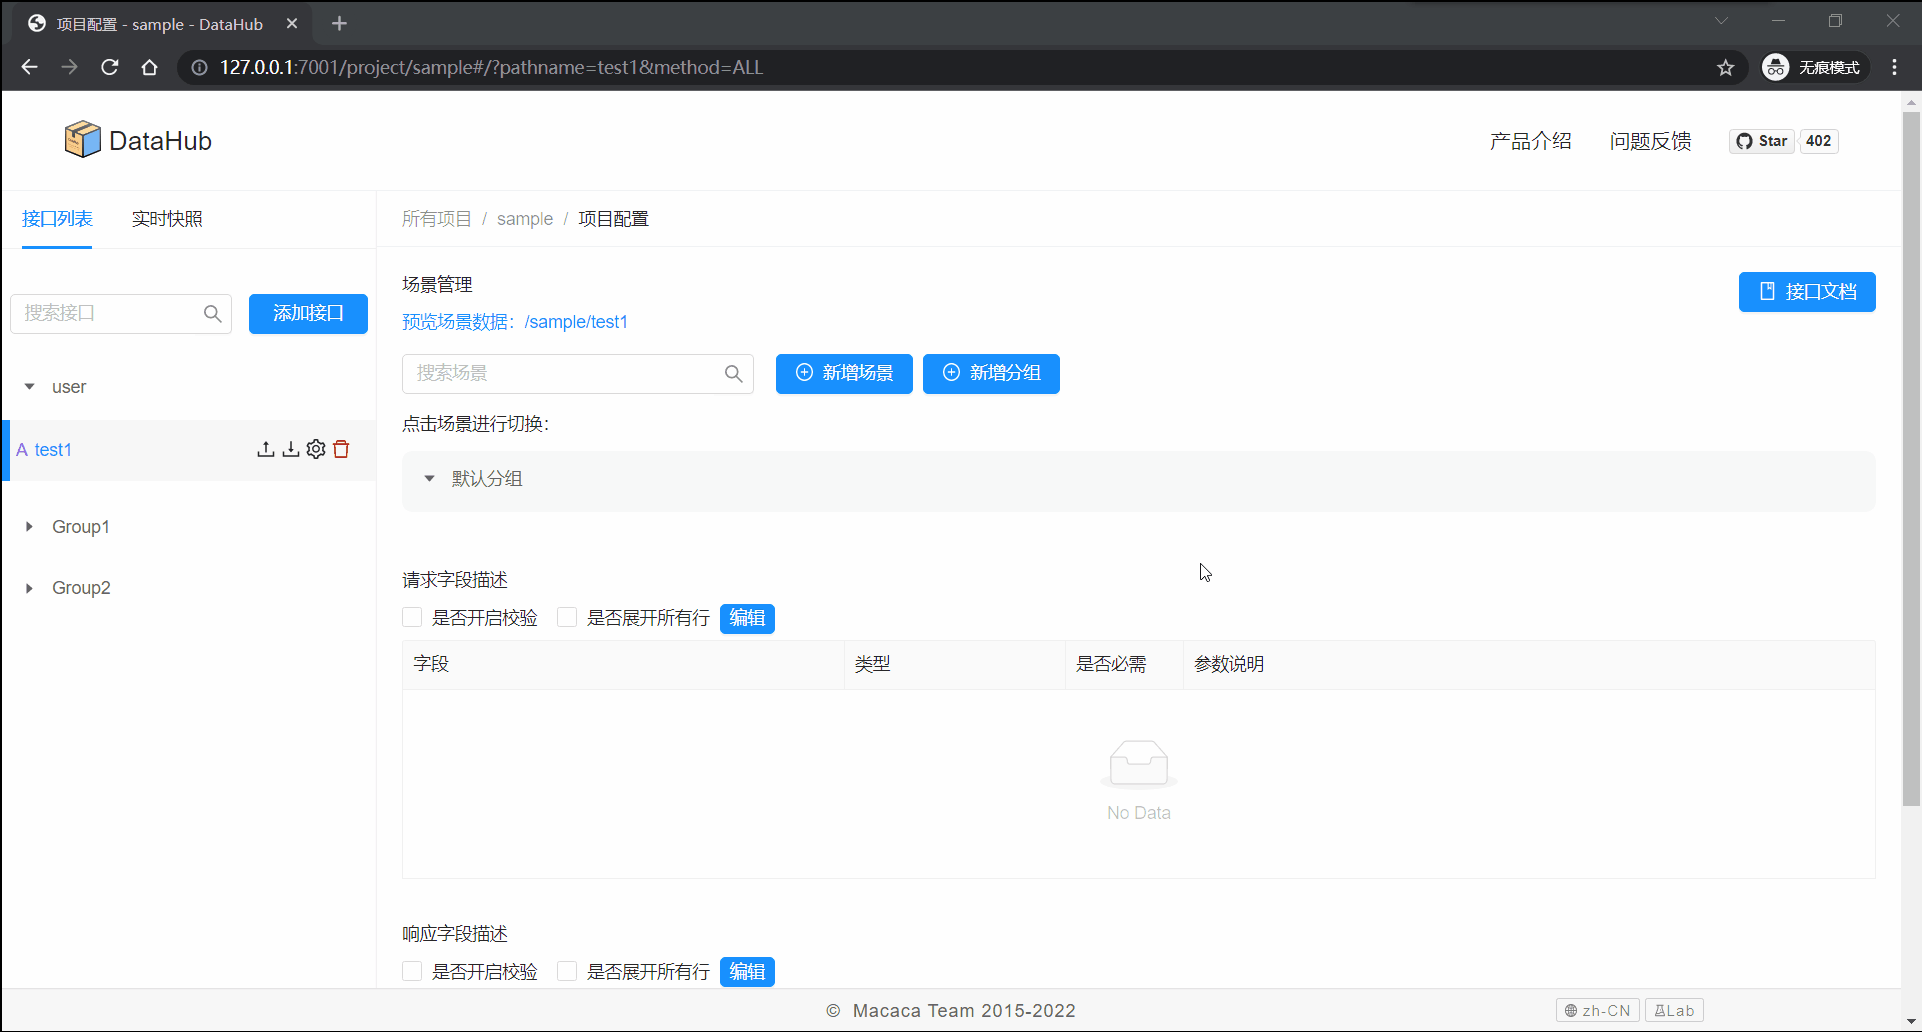 项目配置 - sample - DataHub
127.0.0.1:7001/project/sample#/?pathname=test1&method=ALL
无痕模式
DataHub
产品介绍
问题反馈
Star
402
接口列表
实时快照
所有项目 / sample / 项目配置
搜索接口
添加接口
user
A test1
Group1
Group2
场景管理
接口文档
预览场景数据：/sample/test1
搜索场景
新增场景
新增分组
点击场景进行切换：
默认分组
请求字段描述
是否开启校验
是否展开所有行
编辑
字段
类型
是否必需
参数说明
No Data
响应字段描述
是否开启校验
是否展开所有行
编辑
© Macaca Team 2015-2022
zh-CN
Lab